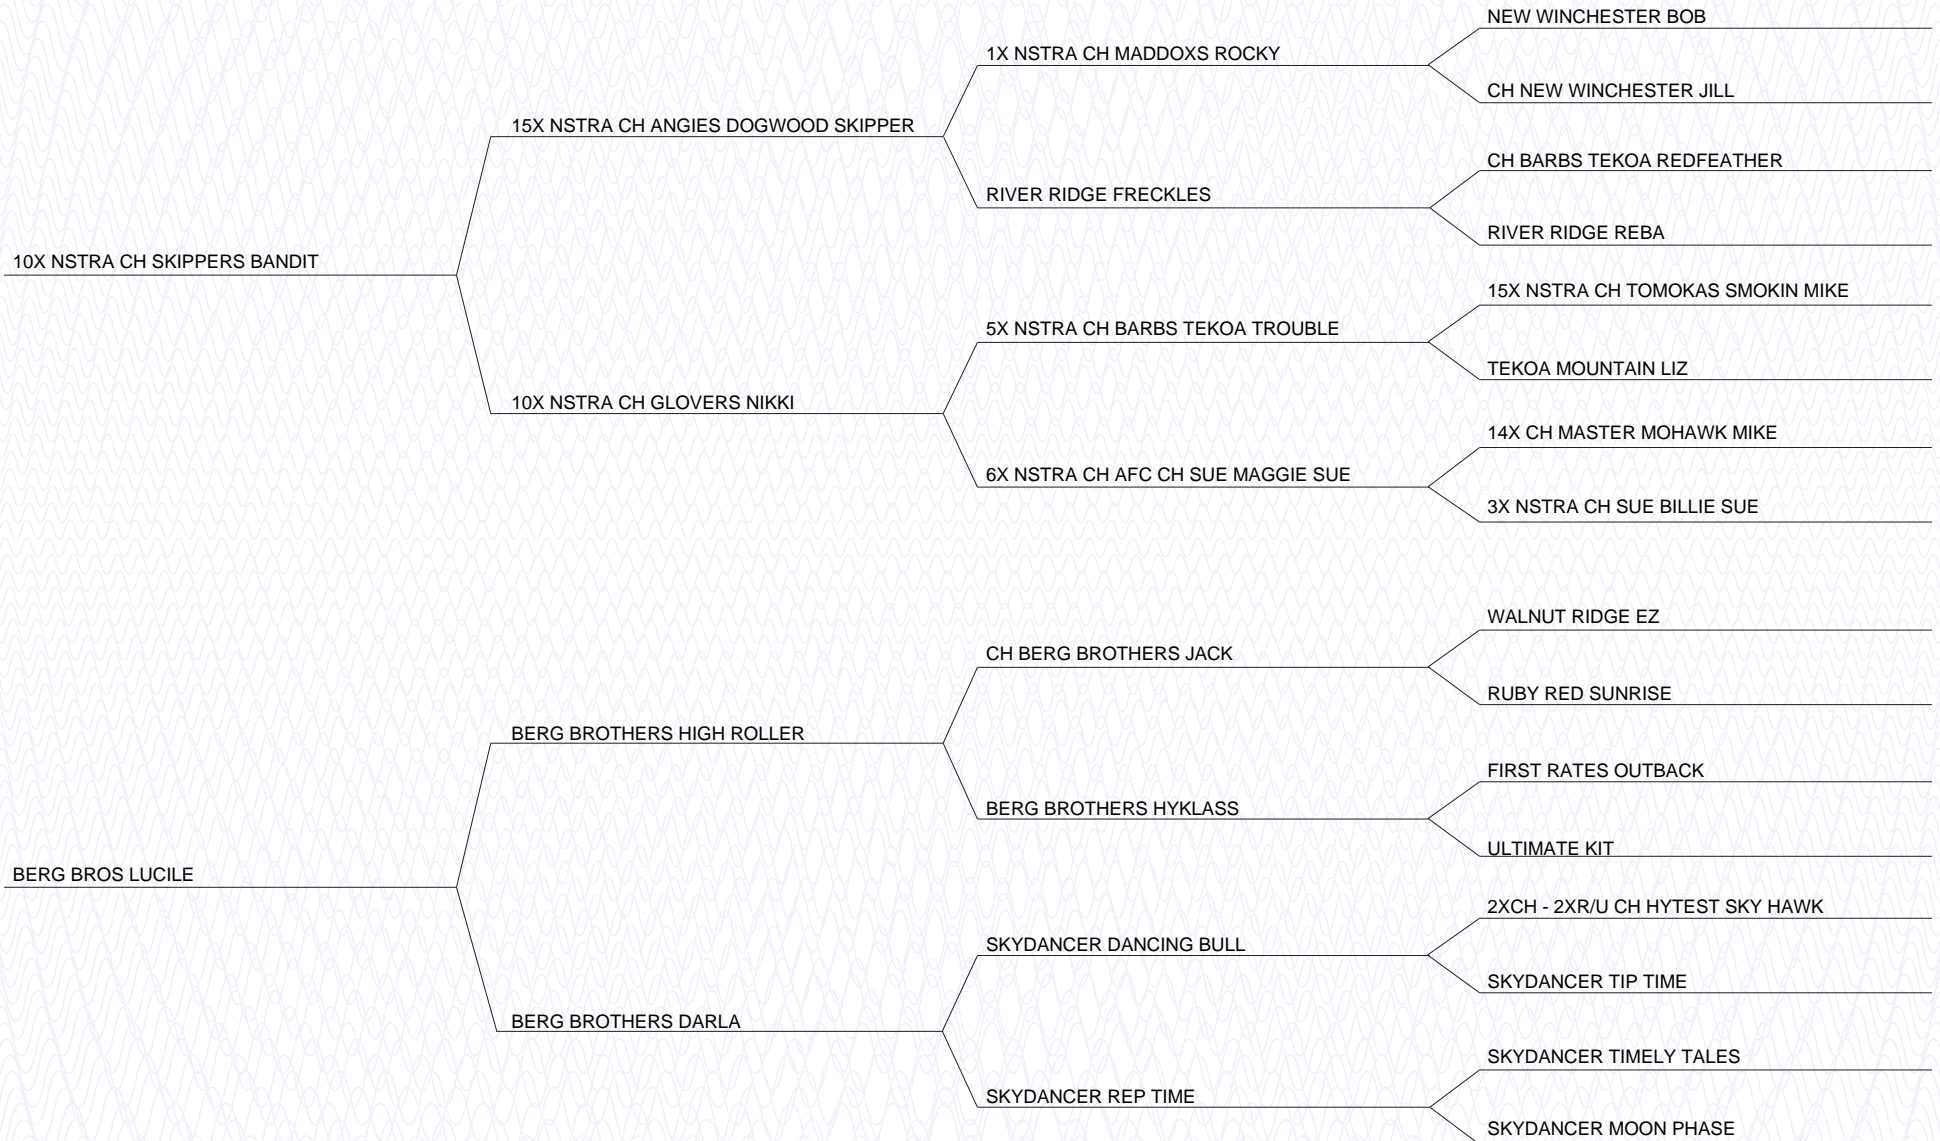 NEW WINCHESTER BOB
1X NSTRA CH MADDOXS ROCKY
CH NEW WINCHESTER JILL
15X NSTRA CH ANGIES DOGWOOD SKIPPER
CH BARBS TEKOA REDFEATHER
RIVER RIDGE FRECKLES
RIVER RIDGE REBA
10X NSTRA CH SKIPPERS BANDIT
15X NSTRA CH TOMOKAS SMOKIN MIKE
5X NSTRA CH BARBS TEKOA TROUBLE
TEKOA MOUNTAIN LIZ
10X NSTRA CH GLOVERS NIKKI
14X CH MASTER MOHAWK MIKE
6X NSTRA CH AFC CH SUE MAGGIE SUE
3X NSTRA CH SUE BILLIE SUE
WALNUT RIDGE EZ
CH BERG BROTHERS JACK
RUBY RED SUNRISE
BERG BROTHERS HIGH ROLLER
FIRST RATES OUTBACK
BERG BROTHERS HYKLASS
ULTIMATE KIT
BERG BROS LUCILE
2XCH - 2XR/U CH HYTEST SKY HAWK
SKYDANCER DANCING BULL
SKYDANCER TIP TIME
BERG BROTHERS DARLA
SKYDANCER TIMELY TALES
SKYDANCER REP TIME
SKYDANCER MOON PHASE